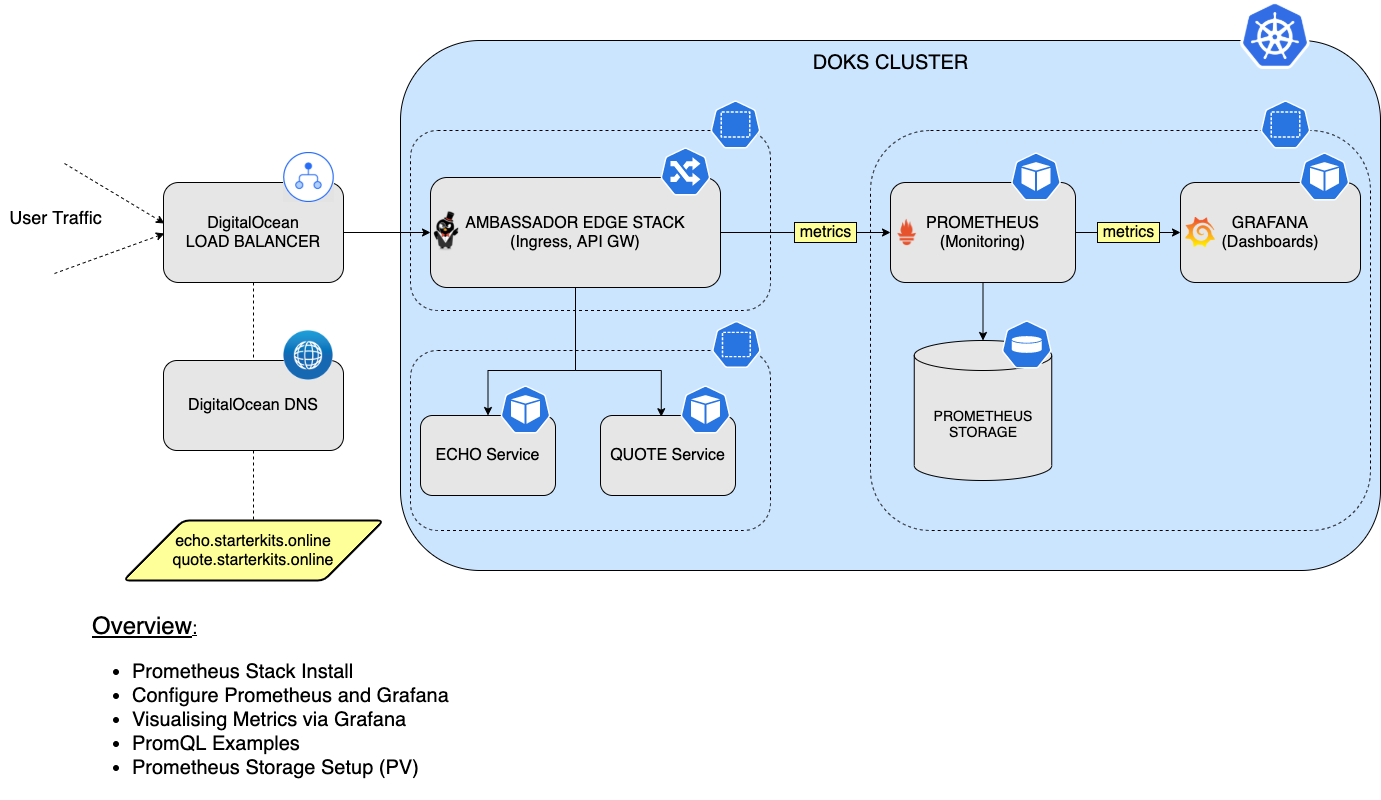 DOKS CLUSTER
User Traffic
DigitalOcean
LOAD BALANCER
AMBASSADOR EDGE STACK
(Ingress, API GW)
metrics
PROMETHEUS
(Monitoring)
metrics
GRAFANA
(Dashboards)
DigitalOcean DNS
ECHO Service
QUOTE Service
PROMETHEUS
STORAGE
echo.starterkits.online
quote.starterkits.online
Overview:
• Prometheus Stack Install
• Configure Prometheus and Grafana
• Visualising Metrics via Grafana
• PromQL Examples
• Prometheus Storage Setup (PV)